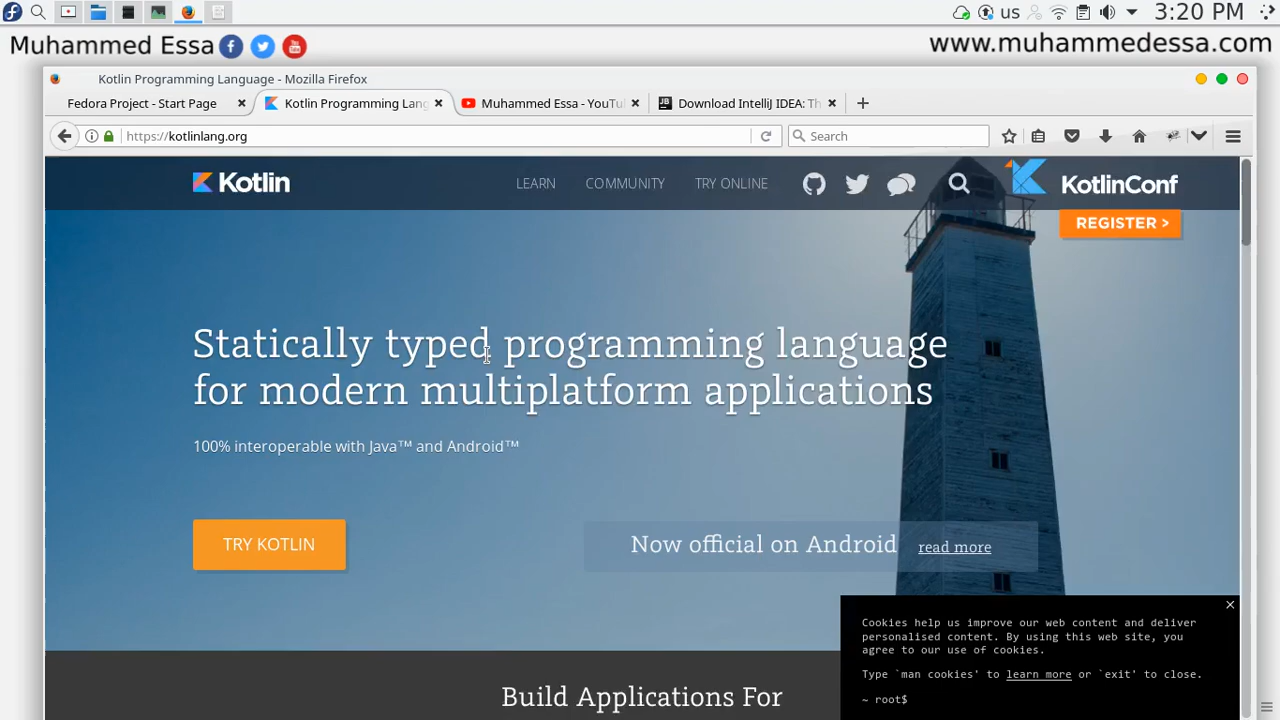 us
3:20 PM
Muhammed Essa
www.muhammedessa.com
Kotlin Programming Language - Mozilla Firefox
Fedora Project - Start Page
Kotlin Programming Lang
Muhammed Essa - YouTu
Download IntelliJ IDEA: Th
https://kotlinlang.org
Search
Kotlin
LEARN
COMMUNITY
TRY ONLINE
KotlinConf
REGISTER >
Statically typed programming language
for modern multiplatform applications
100% interoperable with Java™ and Android™
TRY KOTLIN
Now official on Android read more
Cookies help us improve our web content and deliver
personalised content. By using this web site, you
agree to our use of cookies.
Type `man cookies' to learn more or `exit' to close.
~ root$
Build Applications For